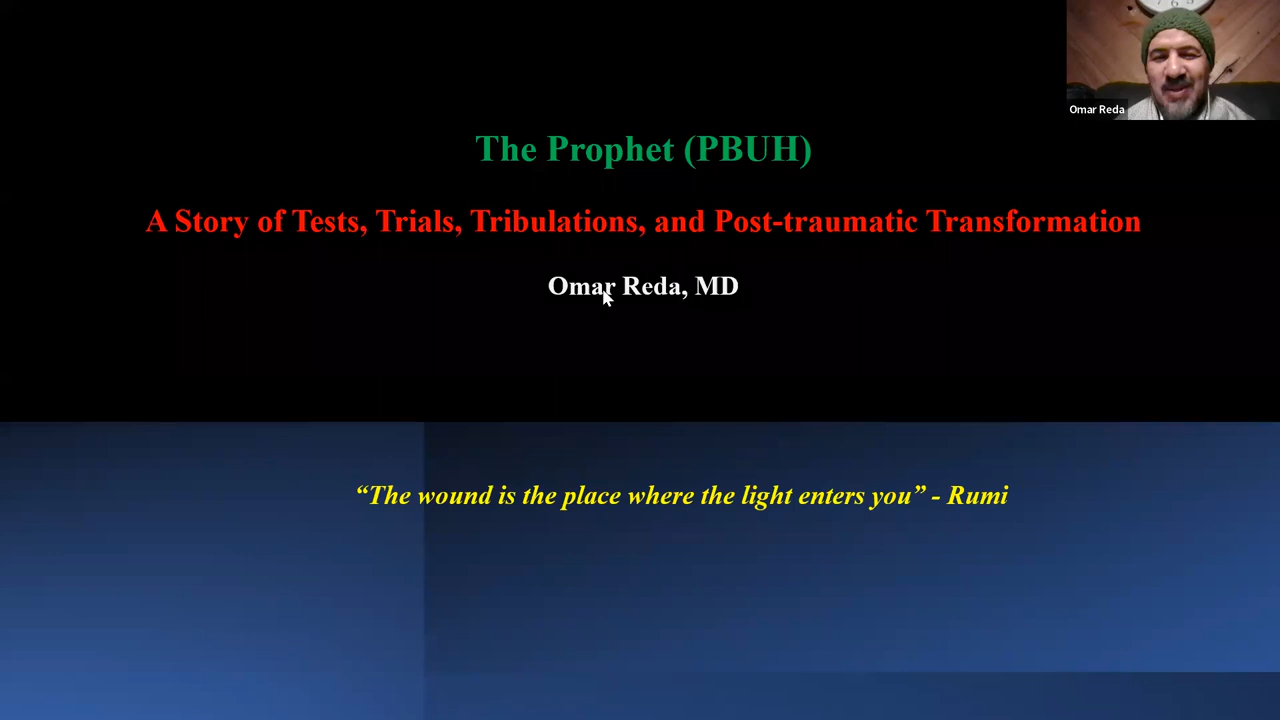 Omar Reda
The Prophet (PBUH)
A Story of Tests, Trials, Tribulations, and Post-traumatic Transformation
Omar Reda, MD
“The wound is the place where the light enters you” - Rumi